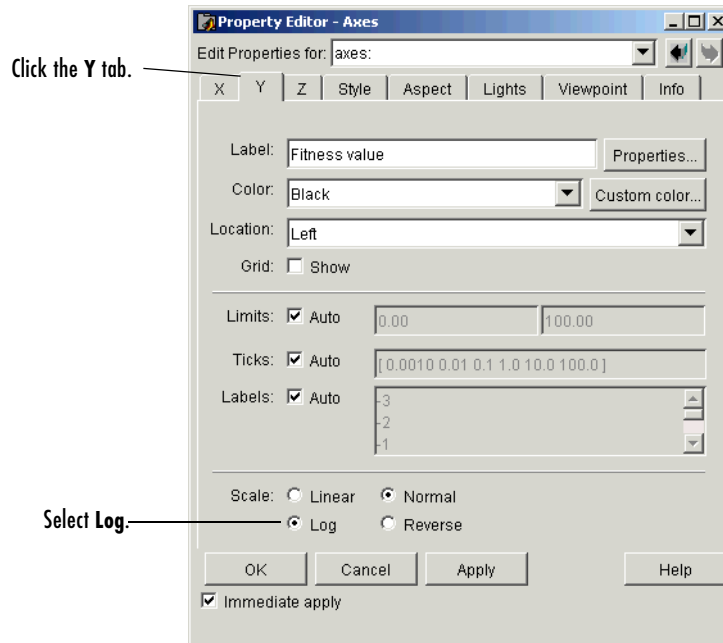 Property Editor - Axes
Edit Properties for: axes:
Click the Y tab.
X Y Z Style Aspect Lights Viewpoint Info
Label: Fitness value Properties...
Color: Black Custom color...
Location: Left
Grid: Show
Limits: Auto 0.00 100.00
Ticks: Auto [ 0.0010 0.01 0.1 1.0 10.0 100.0 ]
Labels: Auto -3
-2
-1
Scale: Linear Normal
Select Log.
Log Reverse
OK Cancel Apply Help
Immediate apply